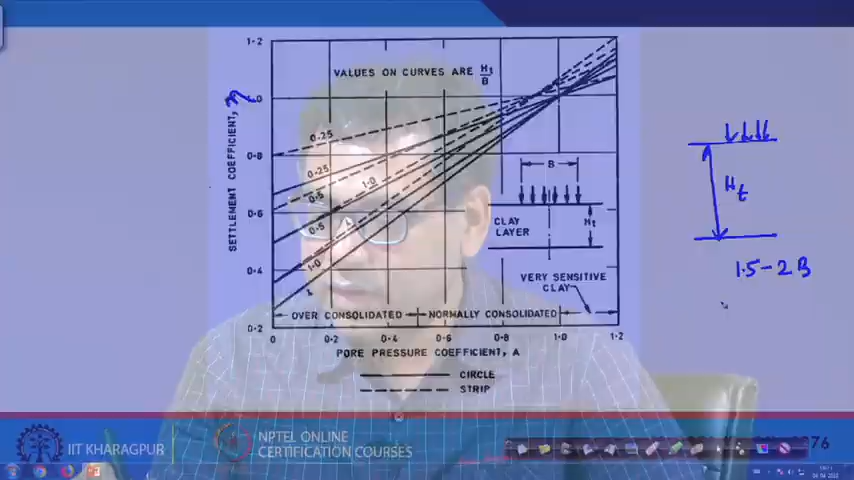 1·2
VALUES ON CURVES ARE Ht/B
1·0
0·8
0·6
0·4
0·2
SETTLEMENT COEFFICIENT, η
0·25
0·25
0·5
1·0
0·5
1·0
B
CLAY
LAYER
Ht
VERY SENSITIVE
CLAY
OVER CONSOLIDATED
NORMALLY CONSOLIDATED
0 0·2 0·4 0·6 0·8 1·0 1·2
PORE PRESSURE COEFFICIENT, A
CIRCLE
STRIP
Ht
1.5-2B
IIT KHARAGPUR
NPTEL ONLINE
CERTIFICATION COURSES